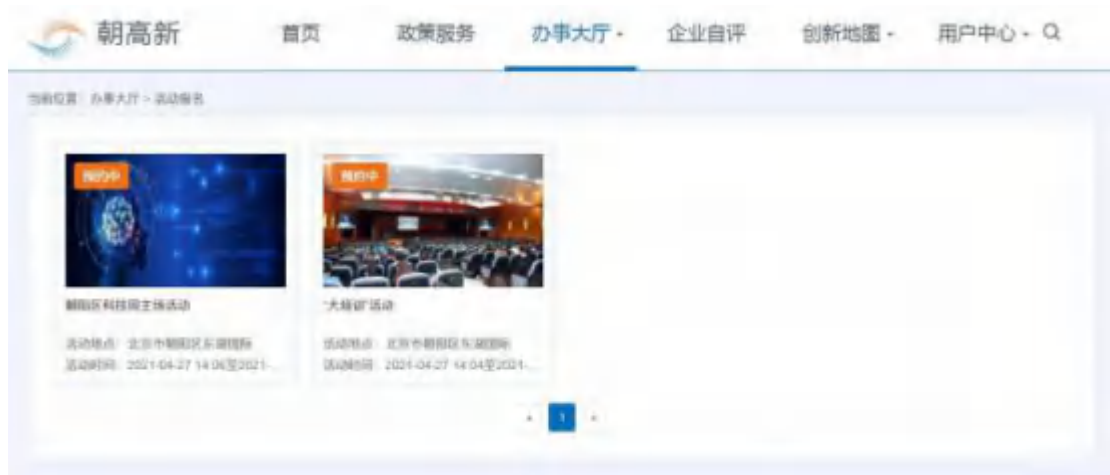 朝高新
首页
政策服务
办事大厅
企业自评
创新地图
用户中心
当前位置：办事大厅 > 活动报名
预约中
预约中
朝阳区科技周主场活动
"大培训"活动
活动地点：北京市朝阳区东湖国际
活动时间：2021-04-27 14:06至2021-...
活动地点：北京市朝阳区东湖国际
活动时间：2021-04-27 14:04至2021-...
1